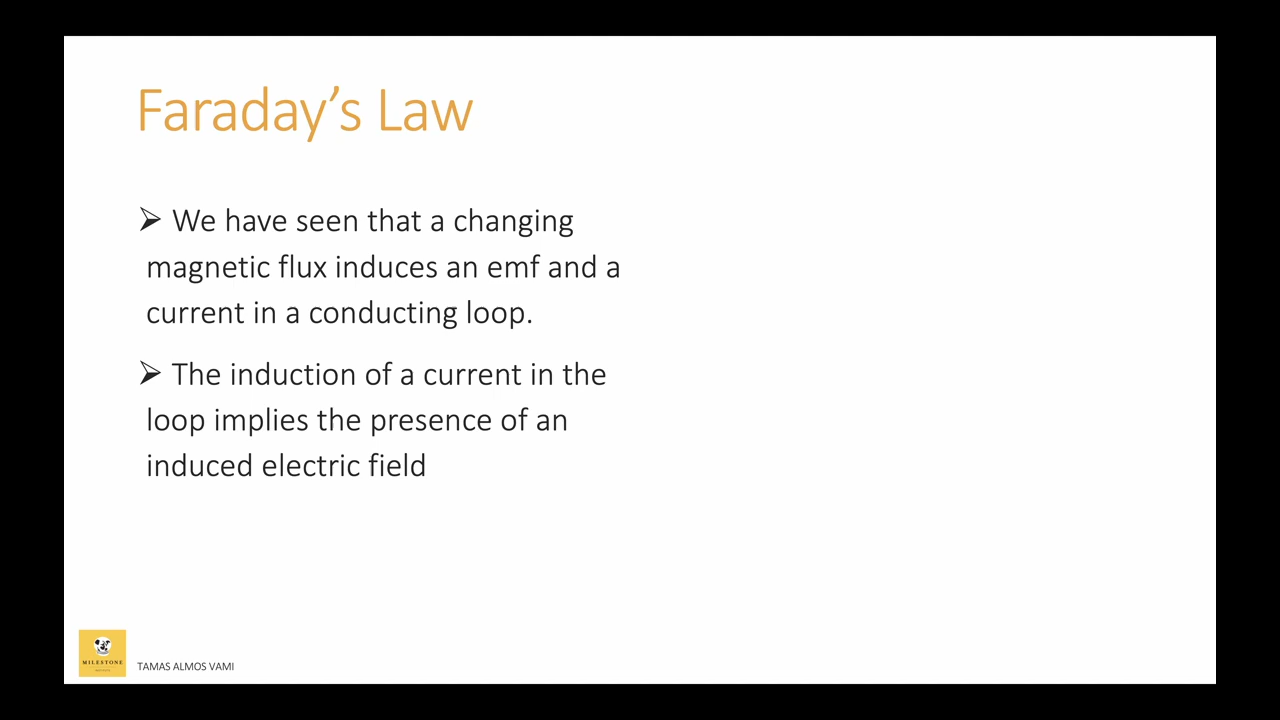 Faraday’s Law
➢ We have seen that a changing
magnetic flux induces an emf and a
current in a conducting loop.
➢ The induction of a current in the
loop implies the presence of an
induced electric field
MILESTONE
TAMAS ALMOS VAMI